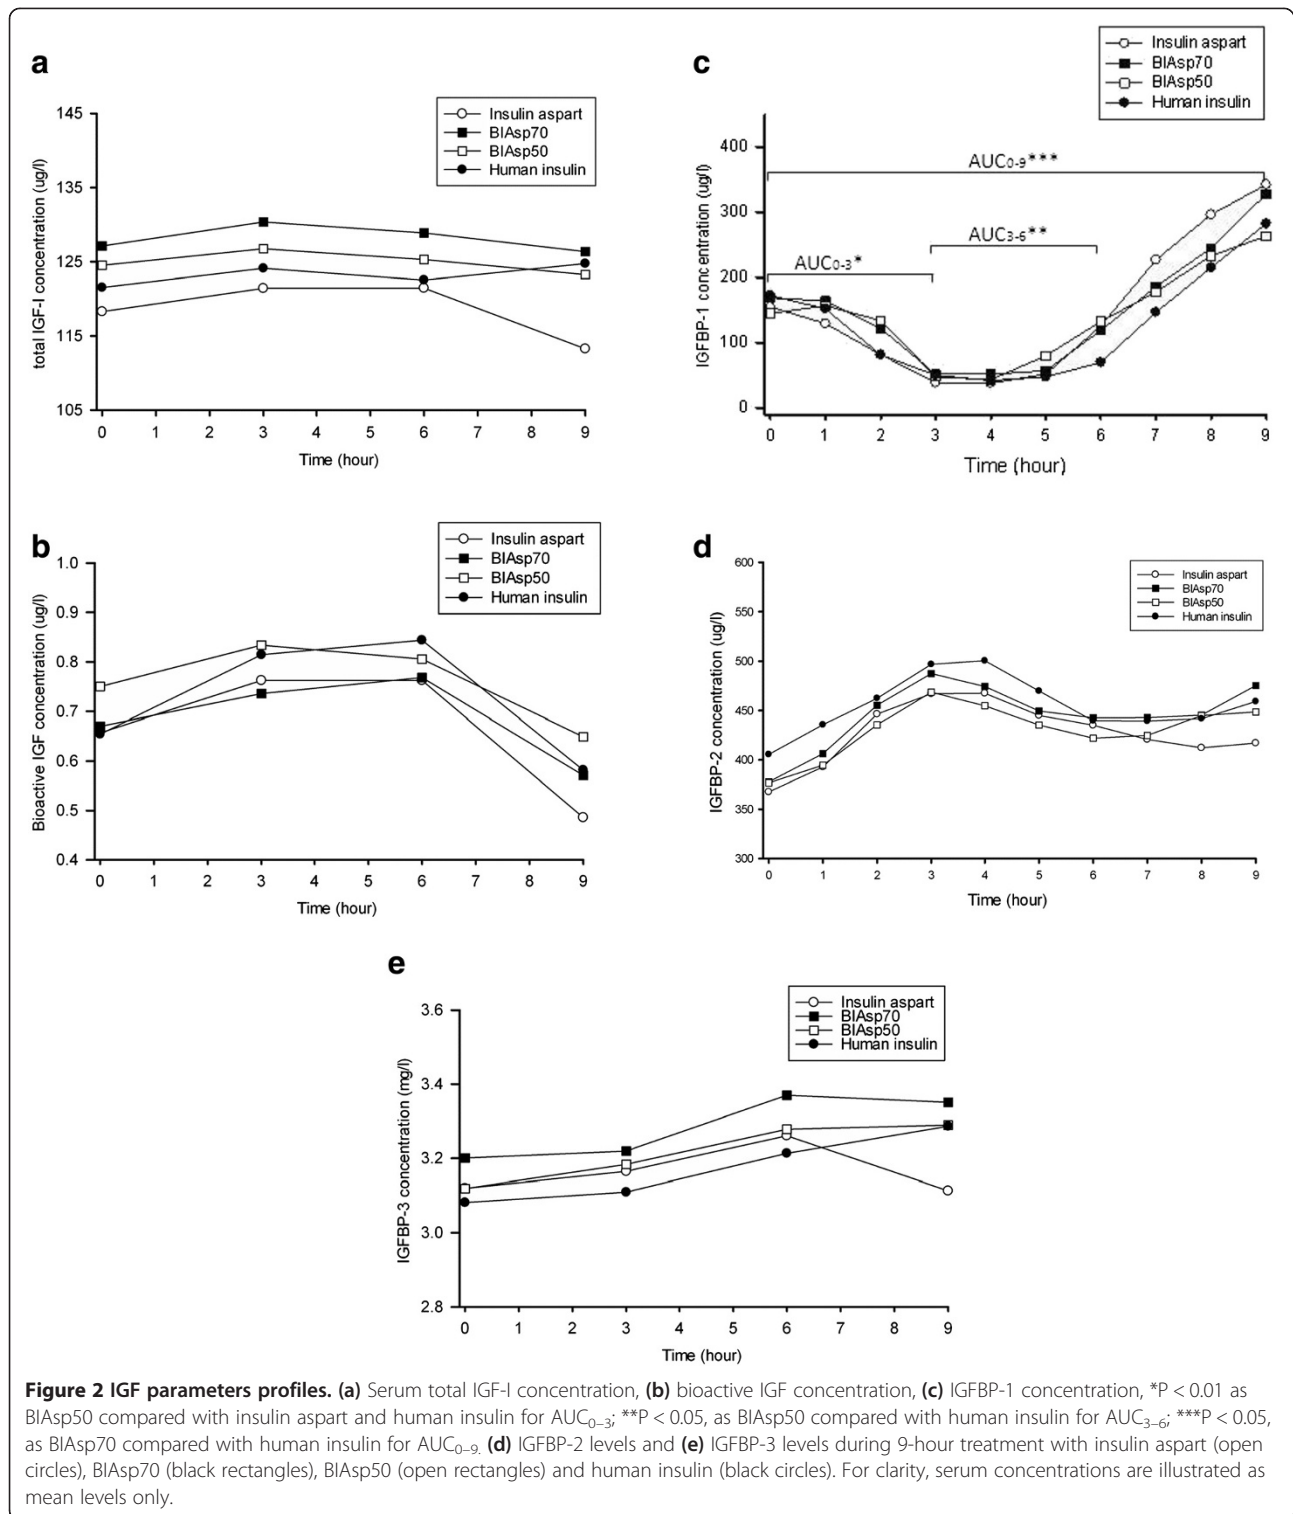 a
Insulin aspart
BIAsp70
BIAsp50
Human insulin
145
135
125
115
105
total IGF-I concentration (ug/l)
0 1 2 3 4 5 6 7 8 9
Time (hour)
c
Insulin aspart
BIAsp70
BIAsp50
Human insulin
400
300
200
100
0
IGFBP-1 concentration (ug/l)
AUC0-9***
AUC3-6**
AUC0-3*
0 1 2 3 4 5 6 7 8 9
Time (hour)
b
Insulin aspart
BIAsp70
BIAsp50
Human insulin
1.0
0.9
0.8
0.7
0.6
0.5
0.4
Bioactive IGF concentration (ug/l)
0 1 2 3 4 5 6 7 8 9
Time (hour)
d
Insulin aspart
BIAsp70
BIAsp50
Human insulin
600
550
500
450
400
350
300
IGFBP-2 concentration (ug/l)
0 1 2 3 4 5 6 7 8 9
Time (hour)
e
Insulin aspart
BIAsp70
BIAsp50
Human insulin
3.6
3.4
3.2
3.0
2.8
IGFBP-3 concentration (mg/l)
0 1 2 3 4 5 6 7 8 9
Time (hour)
Figure 2 IGF parameters profiles. (a) Serum total IGF-I concentration, (b) bioactive IGF concentration, (c) IGFBP-1 concentration, *P < 0.01 as
BIAsp50 compared with insulin aspart and human insulin for AUC0–3; **P < 0.05, as BIAsp50 compared with human insulin for AUC3–6; ***P < 0.05,
as BIAsp70 compared with human insulin for AUC0–9. (d) IGFBP-2 levels and (e) IGFBP-3 levels during 9-hour treatment with insulin aspart (open
circles), BIAsp70 (black rectangles), BIAsp50 (open rectangles) and human insulin (black circles). For clarity, serum concentrations are illustrated as
mean levels only.